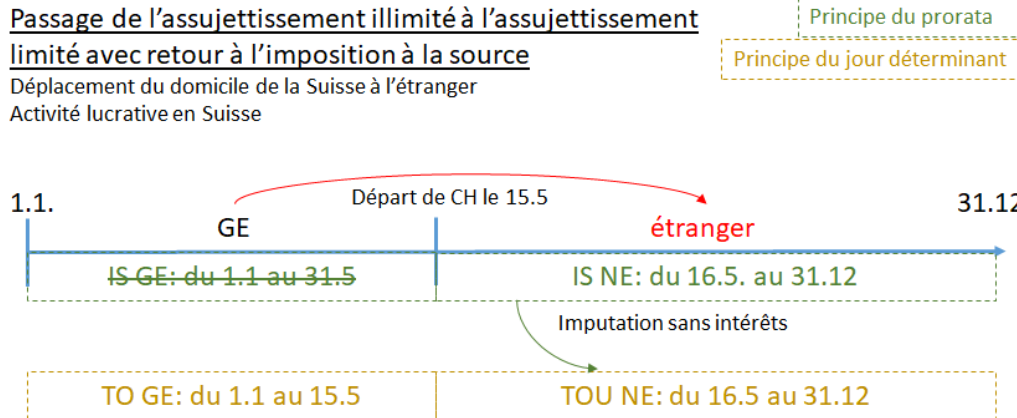 Passage de l’assujettissement illimité à l’assujettissement
limité avec retour à l’imposition à la source
Déplacement du domicile de la Suisse à l’étranger
Activité lucrative en Suisse
Principe du prorata
Principe du jour déterminant
1.1.
Départ de CH le 15.5
31.12
GE
étranger
IS GE: du 1.1 au 31.5
IS NE: du 16.5. au 31.12
Imputation sans intérêts
TO GE: du 1.1 au 15.5
TOU NE: du 16.5 au 31.12